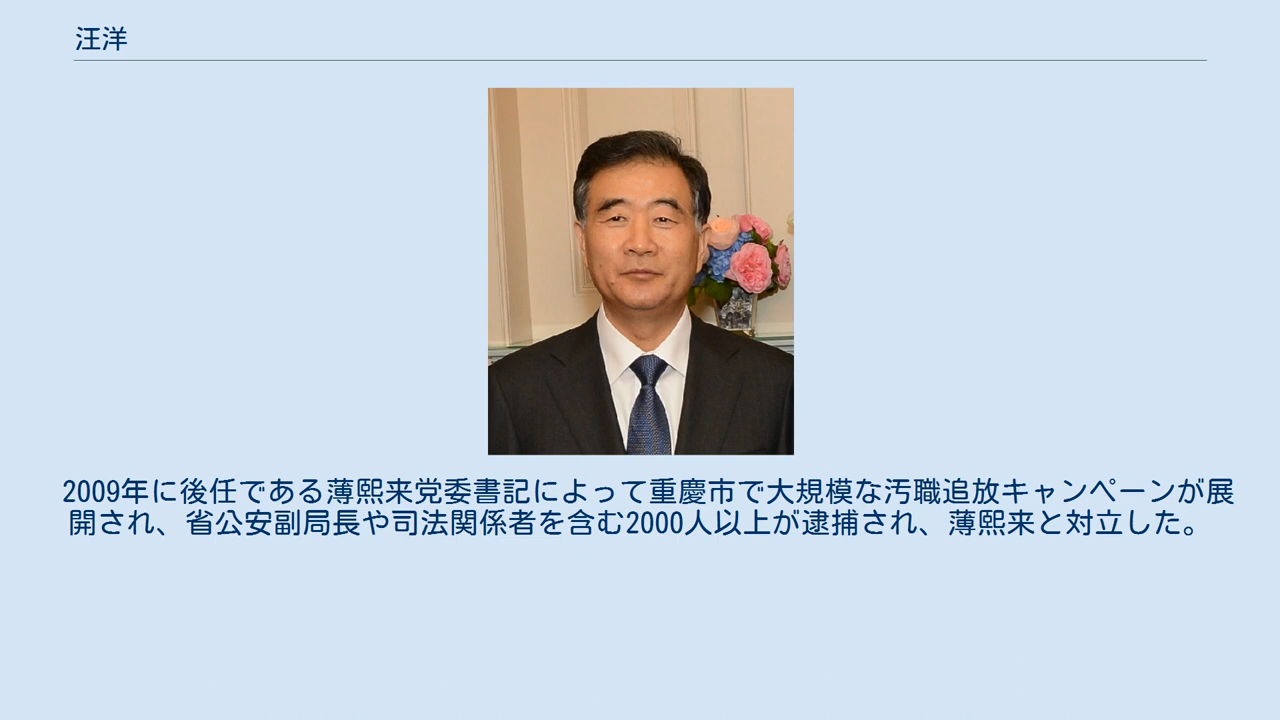 汪洋
2009年に後任である薄熙来党委書記によって重慶市で大規模な汚職追放キャンペーンが展
開され、省公安副局長や司法関係者を含む2000人以上が逮捕され、薄熙来と対立した。